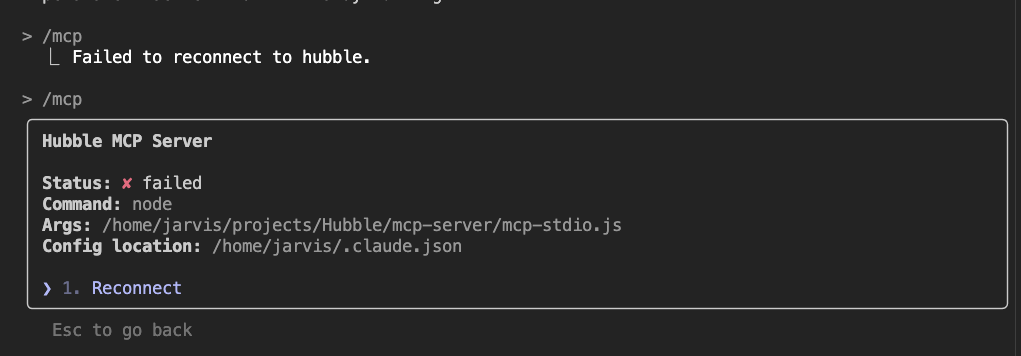 > /mcp
⎿ Failed to reconnect to hubble.
> /mcp
Hubble MCP Server
Status: ✘ failed
Command: node
Args: /home/jarvis/projects/Hubble/mcp-server/mcp-stdio.js
Config location: /home/jarvis/.claude.json
❯ 1. Reconnect
Esc to go back